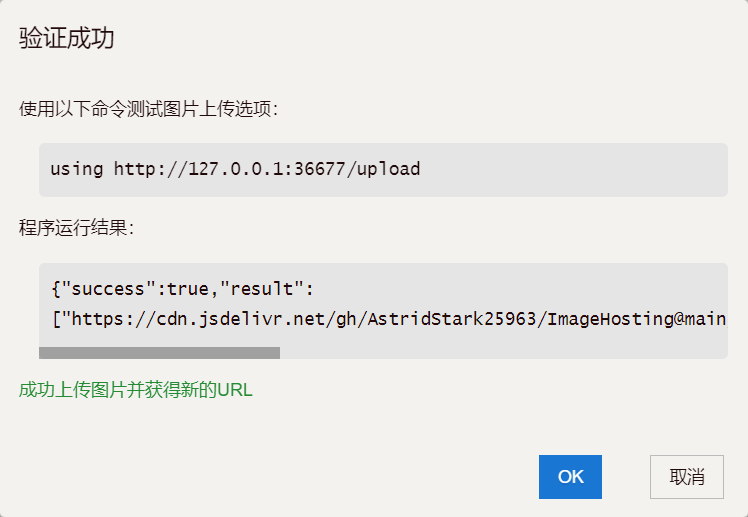 验证成功
使用以下命令测试图片上传选项：
using http://127.0.0.1:36677/upload
程序运行结果：
{"success":true,"result":
["https://cdn.jsdelivr.net/gh/AstridStark25963/ImageHosting@main
成功上传图片并获得新的URL
OK
取消